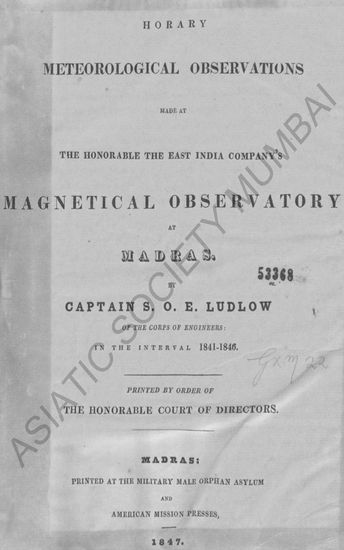 HORARY
METEOROLOGICAL OBSERVATIONS
MADE AT
THE HONORABLE THE EAST INDIA COMPANY'S
MAGNETICAL OBSERVATORY
AT
MADRAS.
BY
CAPTAIN S. O. E. LUDLOW
OF THE CORPS OF ENGINEERS:
IN THE INTERVAL 1841-1846.
53368
PRINTED BY ORDER OF
THE HONORABLE COURT OF DIRECTORS.
MADRAS:
PRINTED AT THE MILITARY MALE ORPHAN ASYLUM
AND
AMERICAN MISSION PRESSES,
1847.
ASIATIC SOCIETY MUMBAI